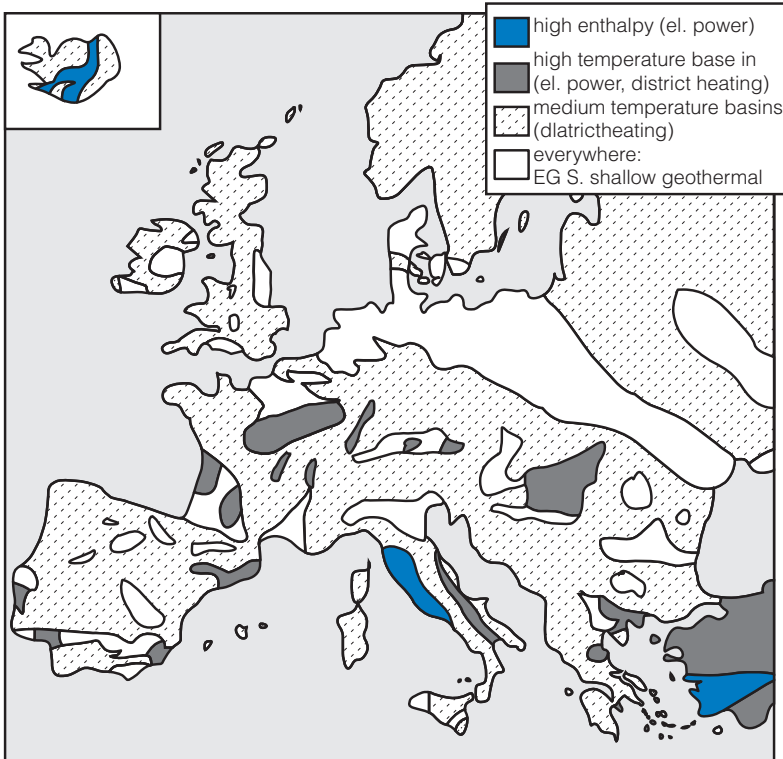 high enthalpy (el. power)
high temperature base in
(el. power, district heating)
medium temperature basins
(dlatrictheating)
everywhere:
EG S. shallow geothermal